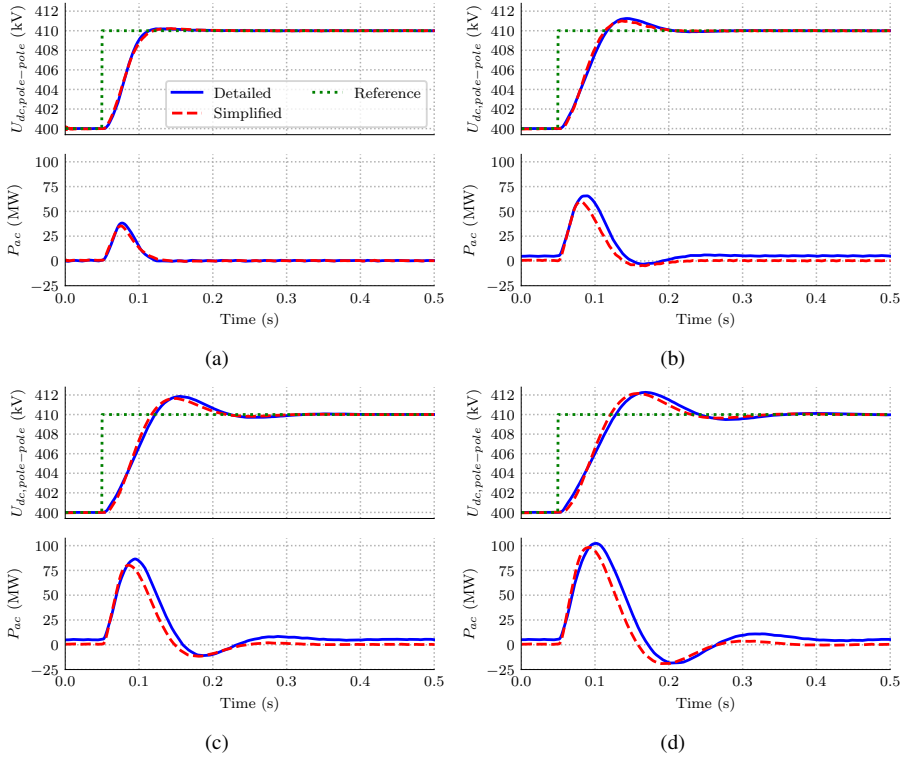 U_{dc,pole−pole} (kV)
412
410
408
406
404
402
400
Detailed
Simplified
Reference
P_{ac} (MW)
100
75
50
25
0
−25
0.0 0.1 0.2 0.3 0.4 0.5
Time (s)
(a)
U_{dc,pole−pole} (kV)
412
410
408
406
404
402
400
P_{ac} (MW)
100
75
50
25
0
−25
0.0 0.1 0.2 0.3 0.4 0.5
Time (s)
(b)
U_{dc,pole−pole} (kV)
412
410
408
406
404
402
400
P_{ac} (MW)
100
75
50
25
0
−25
0.0 0.1 0.2 0.3 0.4 0.5
Time (s)
(c)
U_{dc,pole−pole} (kV)
412
410
408
406
404
402
400
P_{ac} (MW)
100
75
50
25
0
−25
0.0 0.1 0.2 0.3 0.4 0.5
Time (s)
(d)